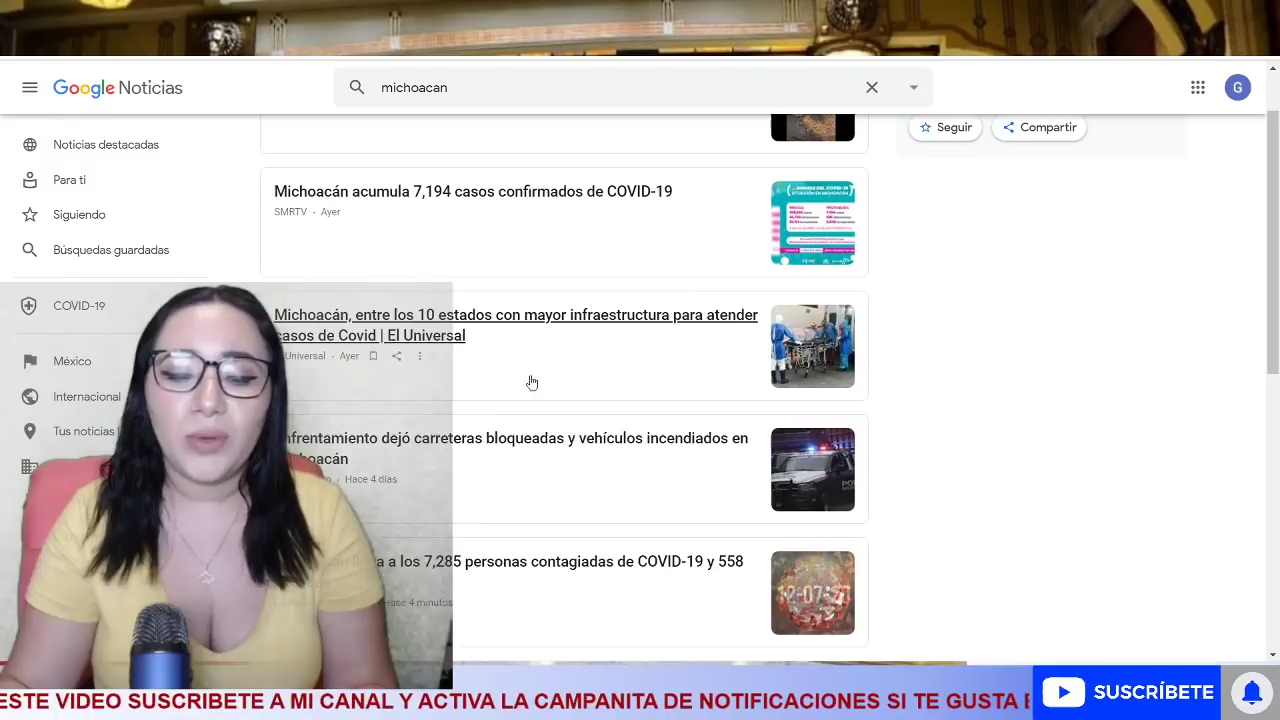 Google Noticias
michoacan
G
Noticias destacadas
Para ti
Siguiendo
COVID-19
México
Internacional
Tus noticias
Seguir
Compartir
Michoacán acumula 7,194 casos confirmados de COVID-19
SMRTV · Ayer
Michoacán, entre los 10 estados con mayor infraestructura para atender
casos de Covid | El Universal
Universal · Ayer
nfrentamiento dejó carreteras bloqueadas y vehículos incendiados en
hoacán
Hace 4 días
a los 7,285 personas contagiadas de COVID-19 y 558
Hace 4 minutos
12:07:
ESTE VIDEO SUSCRIBETE A MI CANAL Y ACTIVA LA CAMPANITA DE NOTIFICACIONES SI TE GUSTA
SUSCRÍBETE